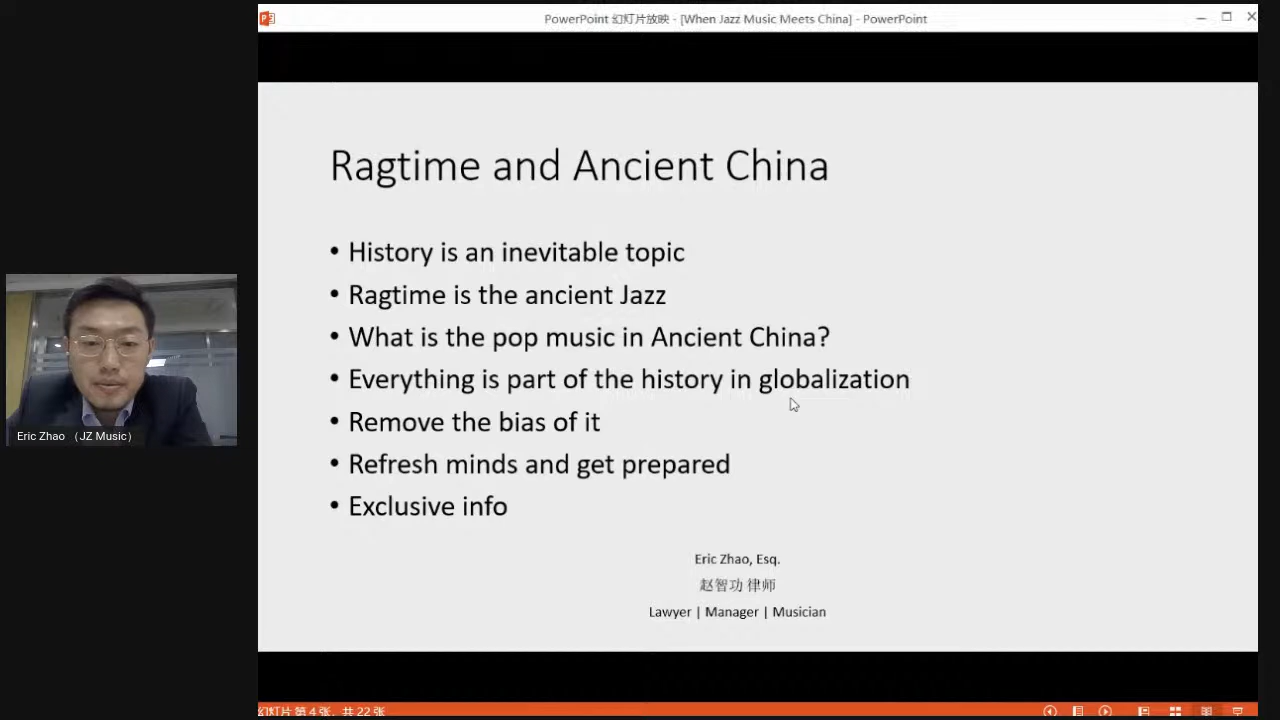 PowerPoint 幻灯片放映 - [When Jazz Music Meets China] - PowerPoint
Ragtime and Ancient China
• History is an inevitable topic
• Ragtime is the ancient Jazz
• What is the pop music in Ancient China?
• Everything is part of the history in globalization
• Remove the bias of it
• Refresh minds and get prepared
• Exclusive info
Eric Zhao （JZ Music）
Eric Zhao, Esq.
赵智功 律师
Lawyer | Manager | Musician
幻灯片 第 4 张，共 22 张